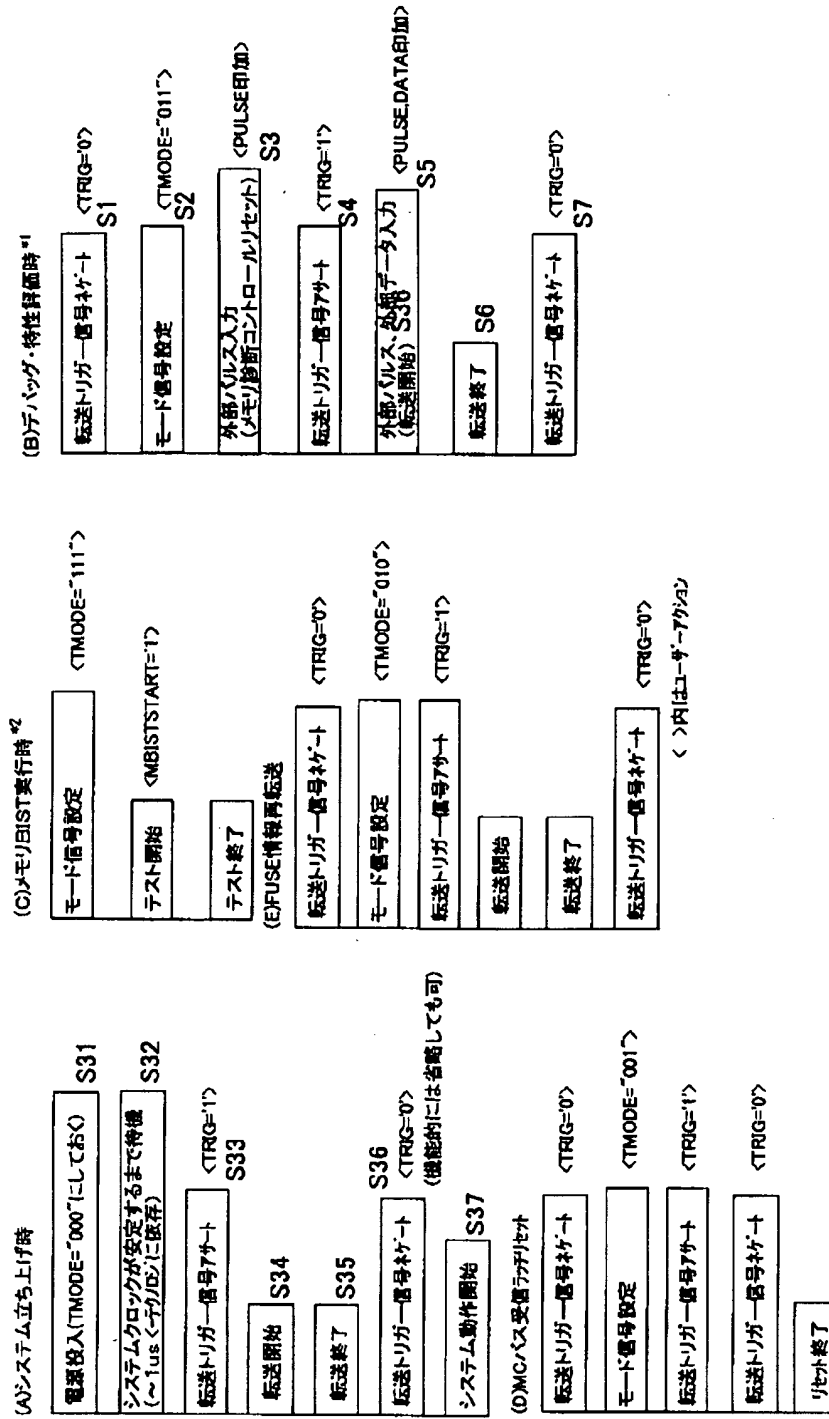 (A)システム立ち上げ時
電源投入(TMODE="000"にしておく)
S31
システムクロックが安定するまで待機
(~1us <テクノロジに依存)
S32
転送トリガー信号アサート
<TRIG='1'>
S33
転送開始
S34
転送終了
S35
転送トリガー信号ネゲート
S36
<TRIG='0'>
(機能的には省略しても可)
システム動作開始
S37
(D)MCバス受信ラッチリセット
転送トリガー信号ネゲート
<TRIG='0'>
モード信号設定
<TMODE="001">
転送トリガー信号アサート
<TRIG='1'>
転送トリガー信号ネゲート
<TRIG='0'>
リセット終了
(C)メモリBIST実行時*2
モード信号設定
<TMODE="111">
テスト開始
<MBISTSTART='1'>
テスト終了
(E)FUSE情報再転送
転送トリガー信号ネゲート
<TRIG='0'>
モード信号設定
<TMODE="010">
転送トリガー信号アサート
<TRIG='1'>
転送開始
転送終了
転送トリガー信号ネゲート
<TRIG='0'>
< >内はユーザーアクション
(B)デバッグ・特性評価時*1
転送トリガー信号ネゲート
<TRIG='0'>
S1
モード信号設定
<TMODE="011">
S2
外部パルス入力
(メモリ診断コントロールリセット)
<PULSE印加>
S3
転送トリガー信号アサート
<TRIG='1'>
S4
外部パルス、外部データ入力
(転送開始) S36
<PULSE,DATA印加>
S5
転送終了
S6
転送トリガー信号ネゲート
<TRIG='0'>
S7